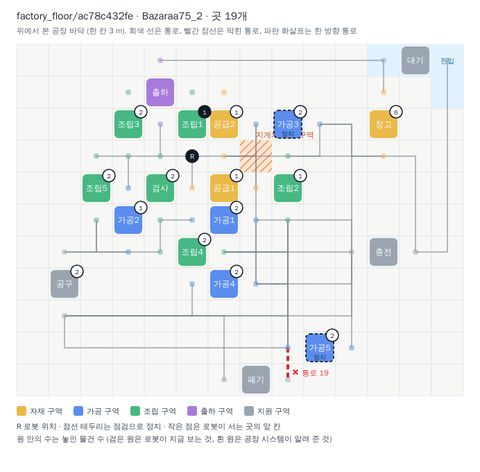 factory_floor/ac78c432fe · Bazaraa75_2 · 곳 19개
위에서 본 공장 바닥 (한 칸 3 m). 회색 선은 통로, 빨간 점선은 막힌 통로, 파란 화살표는 한 방향 통로
대기
출하
조립3 2
조립1 1
공급2 1
가공3 2
정지
창고 6
R
조립5 2
검사 2
공급1 1
조립2 1
가공2 1
가공1 2
조립4 2
충전
공구 2
가공4 2
가공5 2
정지
폐기
✕ 통로 19
자재 구역
가공 구역
조립 구역
출하 구역
지원 구역
R 로봇 위치 · 점선 테두리는 점검으로 정지 · 작은 점은 로봇이 서는 곳의 앞 칸
원 안의 수는 놓인 물건 수 (검은 원은 로봇이 지금 보는 것, 흰 원은 공장 시스템이 알려 준 것)